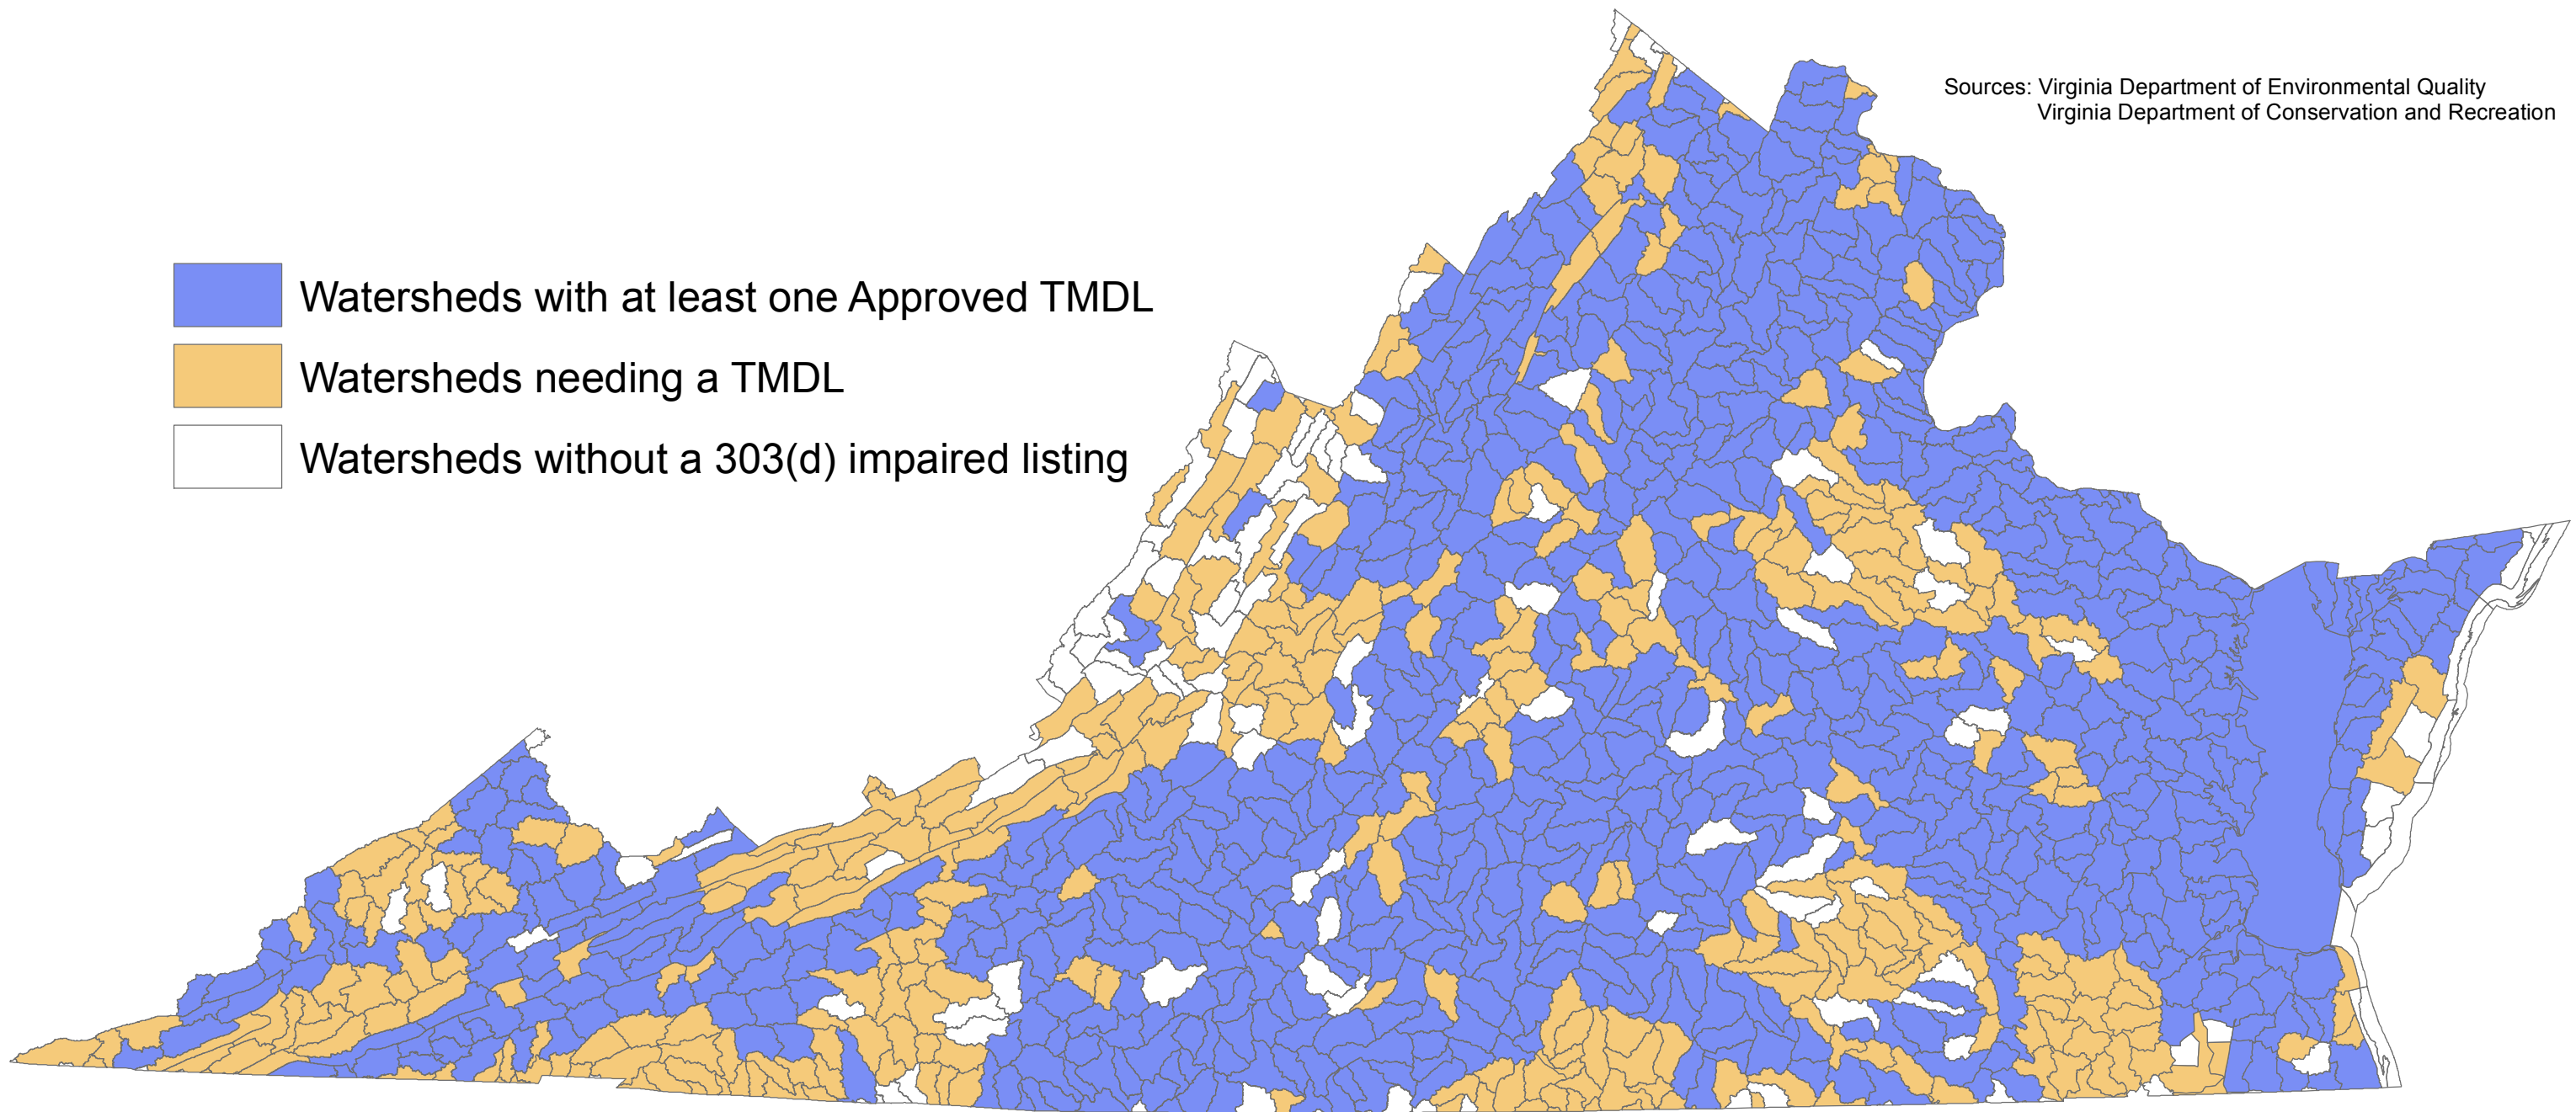 Sources: Virginia Department of Environmental Quality
Virginia Department of Conservation and Recreation
Watersheds with at least one Approved TMDL
Watersheds needing a TMDL
Watersheds without a 303(d) impaired listing